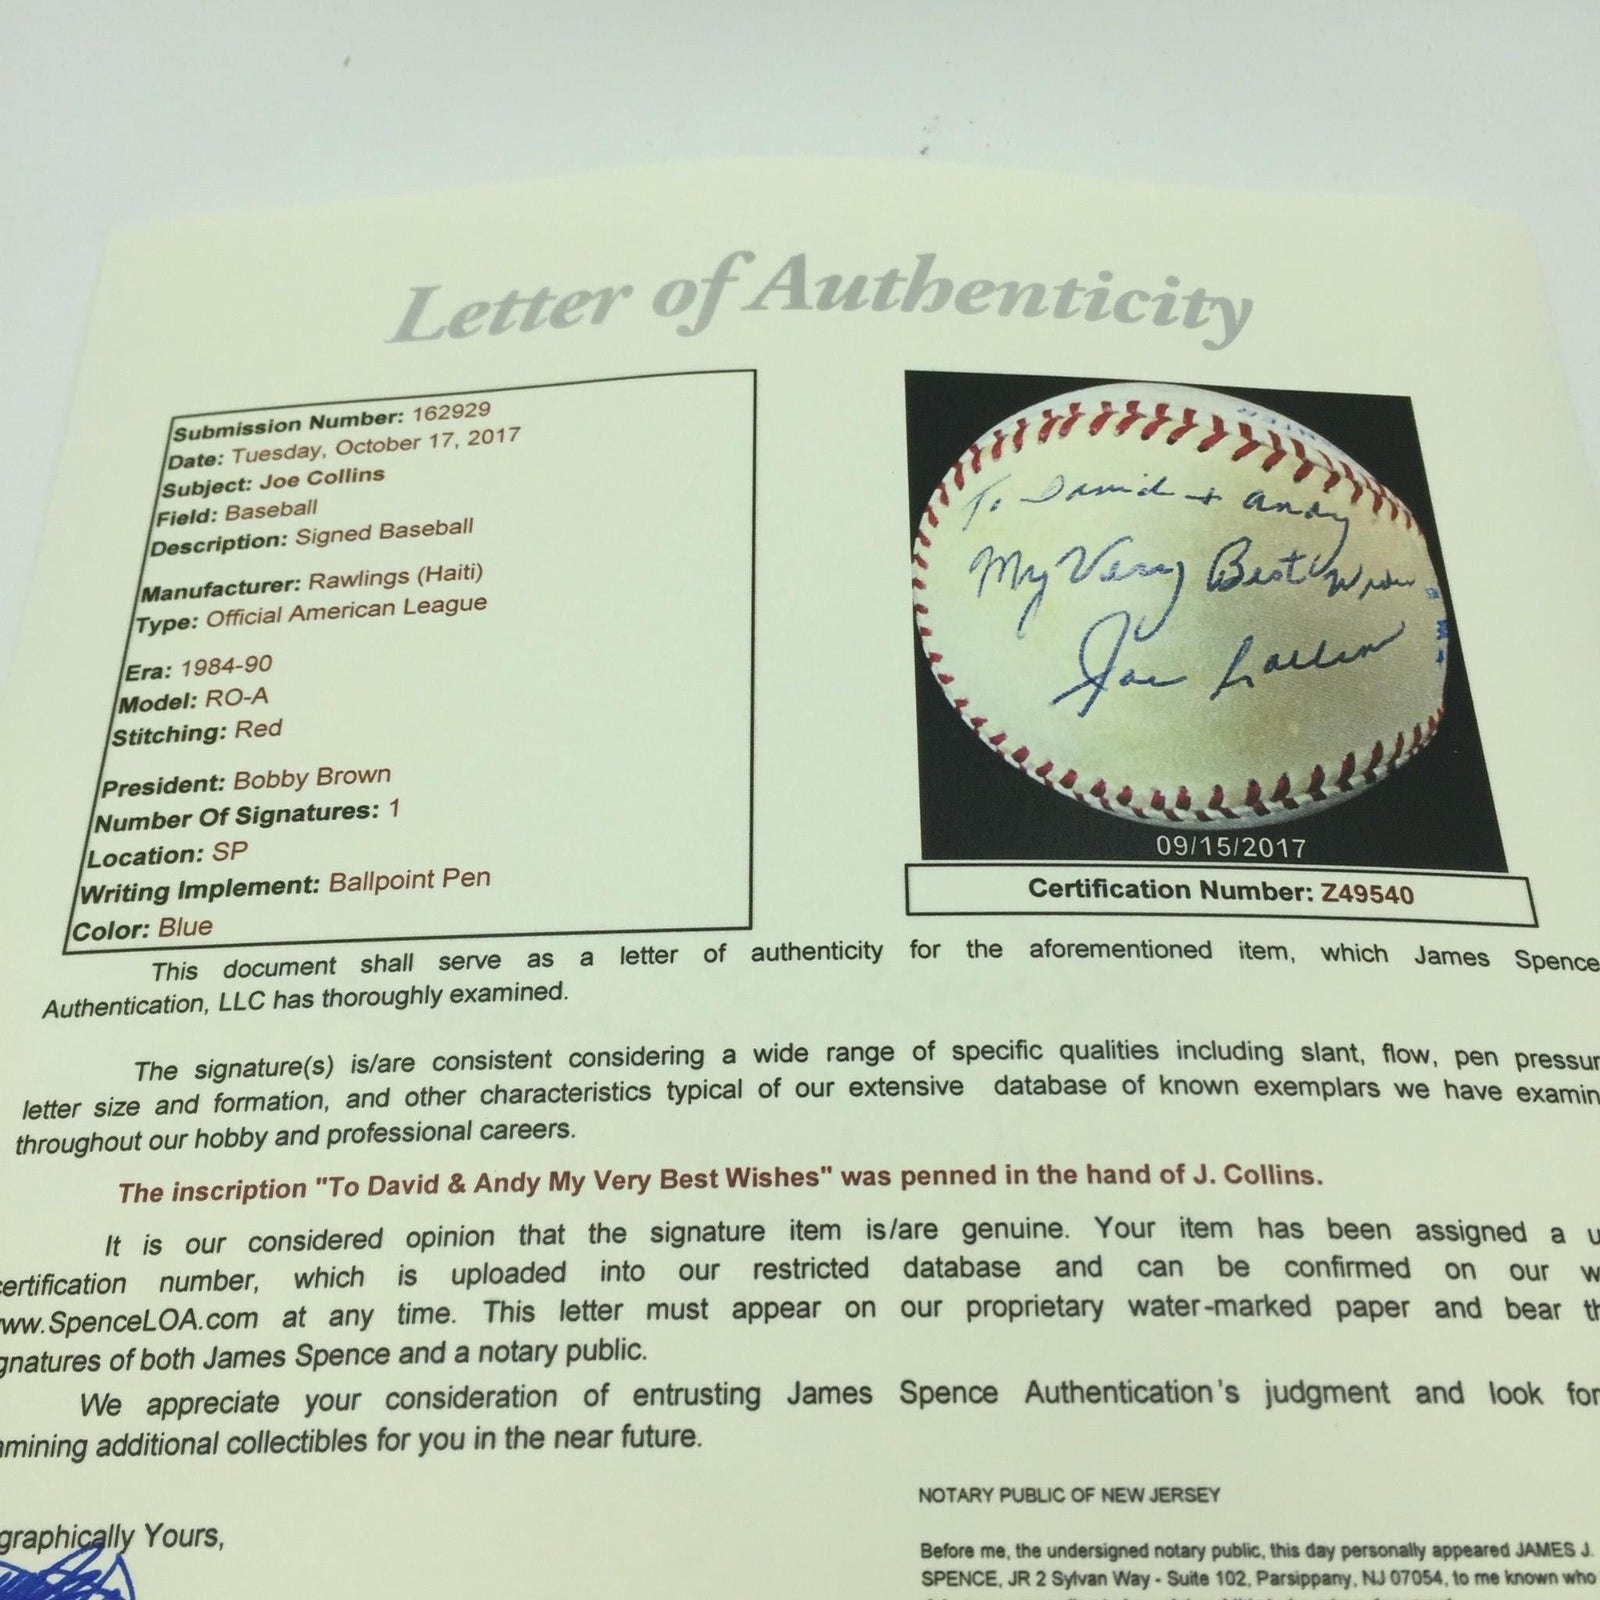 Letter of Authenticity
Submission Number: 162929
Date: Tuesday, October 17, 2017
Subject: Joe Collins
Field: Baseball
Description: Signed Baseball
Manufacturer: Rawlings (Haiti)
Type: Official American League
Era: 1984-90
Model: RO-A
Stitching: Red
President: Bobby Brown
Number Of Signatures: 1
Location: SP
Writing Implement: Ballpoint Pen
Color: Blue
To David + Andy
My Very Best Wishes
Joe Collins
09/15/2017
Certification Number: Z49540
This document shall serve as a letter of authenticity for the aforementioned item, which James Spence
Authentication, LLC has thoroughly examined.
The signature(s) is/are consistent considering a wide range of specific qualities including slant, flow, pen pressur
letter size and formation, and other characteristics typical of our extensive database of known exemplars we have examin
throughout our hobby and professional careers.
The inscription "To David & Andy My Very Best Wishes" was penned in the hand of J. Collins.
It is our considered opinion that the signature item is/are genuine. Your item has been assigned a u
certification number, which is uploaded into our restricted database and can be confirmed on our w
ww.SpenceLOA.com at any time. This letter must appear on our proprietary water-marked paper and bear th
gnatures of both James Spence and a notary public.
We appreciate your consideration of entrusting James Spence Authentication's judgment and look for
mining additional collectibles for you in the near future.
graphically Yours,
NOTARY PUBLIC OF NEW JERSEY
Before me, the undersigned notary public, this day personally appeared JAMES J.
SPENCE, JR 2 Sylvan Way - Suite 102, Parsippany, NJ 07054, to me known who